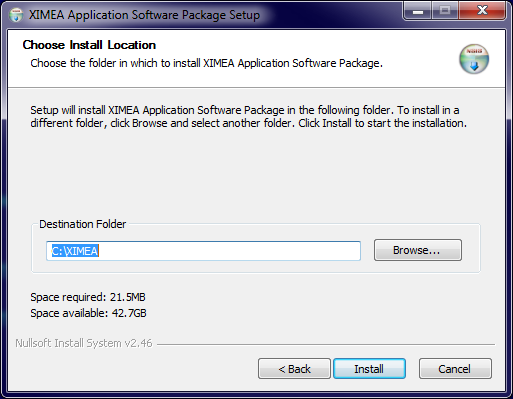 XIMEA Application Software Package Setup
Choose Install Location
Choose the folder in which to install XIMEA Application Software Package.
Setup will install XIMEA Application Software Package in the following folder. To install in a
different folder, click Browse and select another folder. Click Install to start the installation.
Destination Folder
C:\XIMEA
Browse...
Space required: 21.5MB
Space available: 42.7GB
Nullsoft Install System v2.46
< Back
Install
Cancel